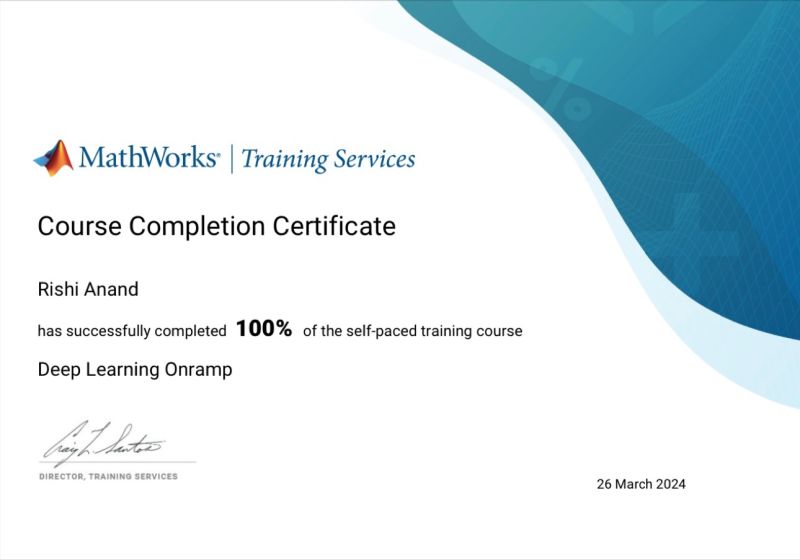 MathWorks® | Training Services
Course Completion Certificate
Rishi Anand
has successfully completed 100% of the self-paced training course
Deep Learning Onramp
Craig L. Santos
DIRECTOR, TRAINING SERVICES
26 March 2024